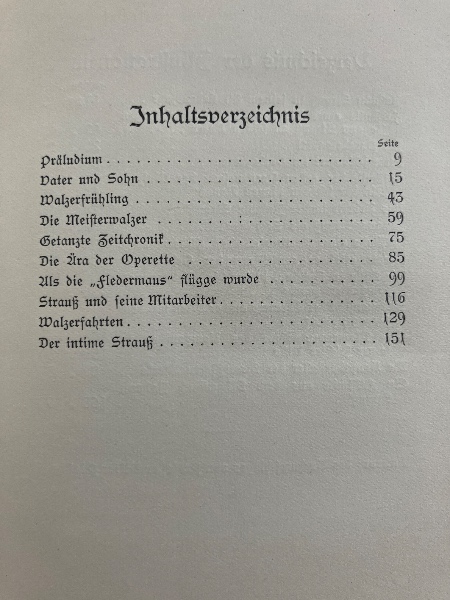 Inhaltsverzeichnis
Seite
Präludium . . . . . . . . . . . . . . . . . . . . . . . . 9
Vater und Sohn . . . . . . . . . . . . . . . . . . . . . 15
Walzerfrühling . . . . . . . . . . . . . . . . . . . . . . 43
Die Meisterwalzer . . . . . . . . . . . . . . . . . . . . 59
Getanzte Zeitchronik . . . . . . . . . . . . . . . . . . . 75
Die Ära der Operette . . . . . . . . . . . . . . . . . . 85
Als die „Fledermaus“ flügge wurde . . . . . . . . . . . 99
Strauß und seine Mitarbeiter . . . . . . . . . . . . . . 116
Walzerfahrten . . . . . . . . . . . . . . . . . . . . . . 129
Der intime Strauß . . . . . . . . . . . . . . . . . . . . 151